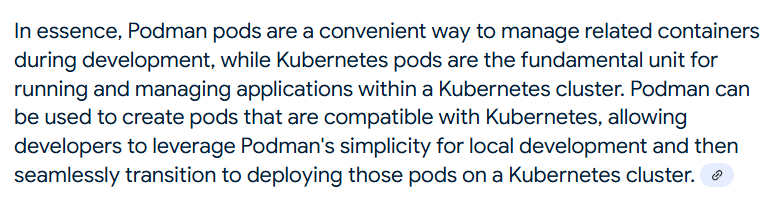 In essence, Podman pods are a convenient way to manage related containers
during development, while Kubernetes pods are the fundamental unit for
running and managing applications within a Kubernetes cluster. Podman can
be used to create pods that are compatible with Kubernetes, allowing
developers to leverage Podman's simplicity for local development and then
seamlessly transition to deploying those pods on a Kubernetes cluster.